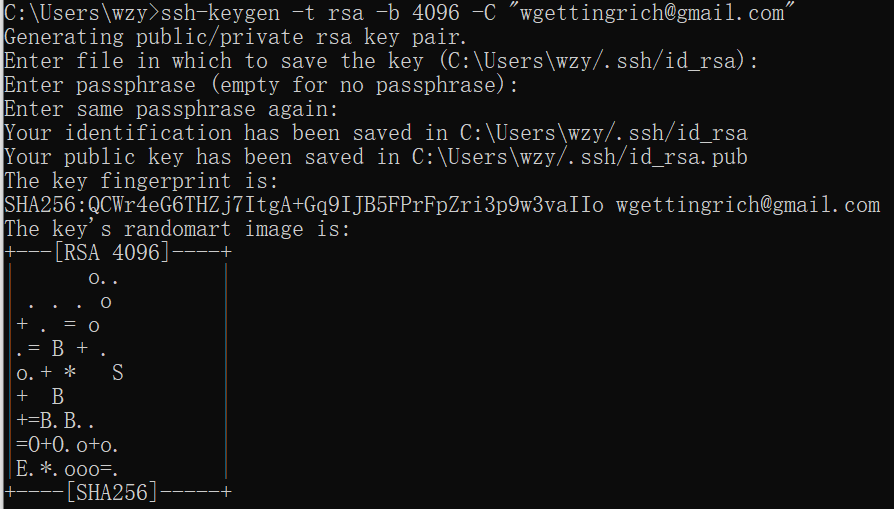 C:\Users\wzy>ssh-keygen -t rsa -b 4096 -C "wgettingrich@gmail.com"
Generating public/private rsa key pair.
Enter file in which to save the key (C:\Users\wzy/.ssh/id_rsa):
Enter passphrase (empty for no passphrase):
Enter same passphrase again:
Your identification has been saved in C:\Users\wzy/.ssh/id_rsa
Your public key has been saved in C:\Users\wzy/.ssh/id_rsa.pub
The key fingerprint is:
SHA256:QCWr4eG6THZj7ItgA+Gq9IJB5FPrFpZri3p9w3vaIIo wgettingrich@gmail.com
The key's randomart image is:
+---[RSA 4096]----+
|      o..        |
| . . . o         |
|+ . = o          |
|.= B + .         |
|o.+ *   S        |
|+  B             |
|+=B.B..          |
|=O+O.o+o.        |
|E.*.ooo=.        |
+----[SHA256]-----+